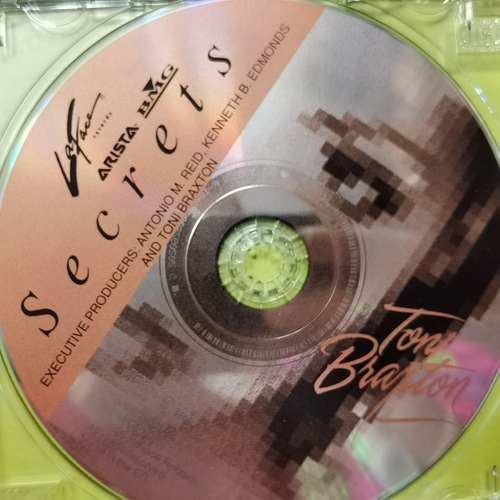 LaFace
RECORDS
ARISTA
BMG
Secrets
EXECUTIVE PRODUCERS: ANTONIO M. REID, KENNETH B. EDMONDS
AND TONI BRAXTON
Toni
Braxton